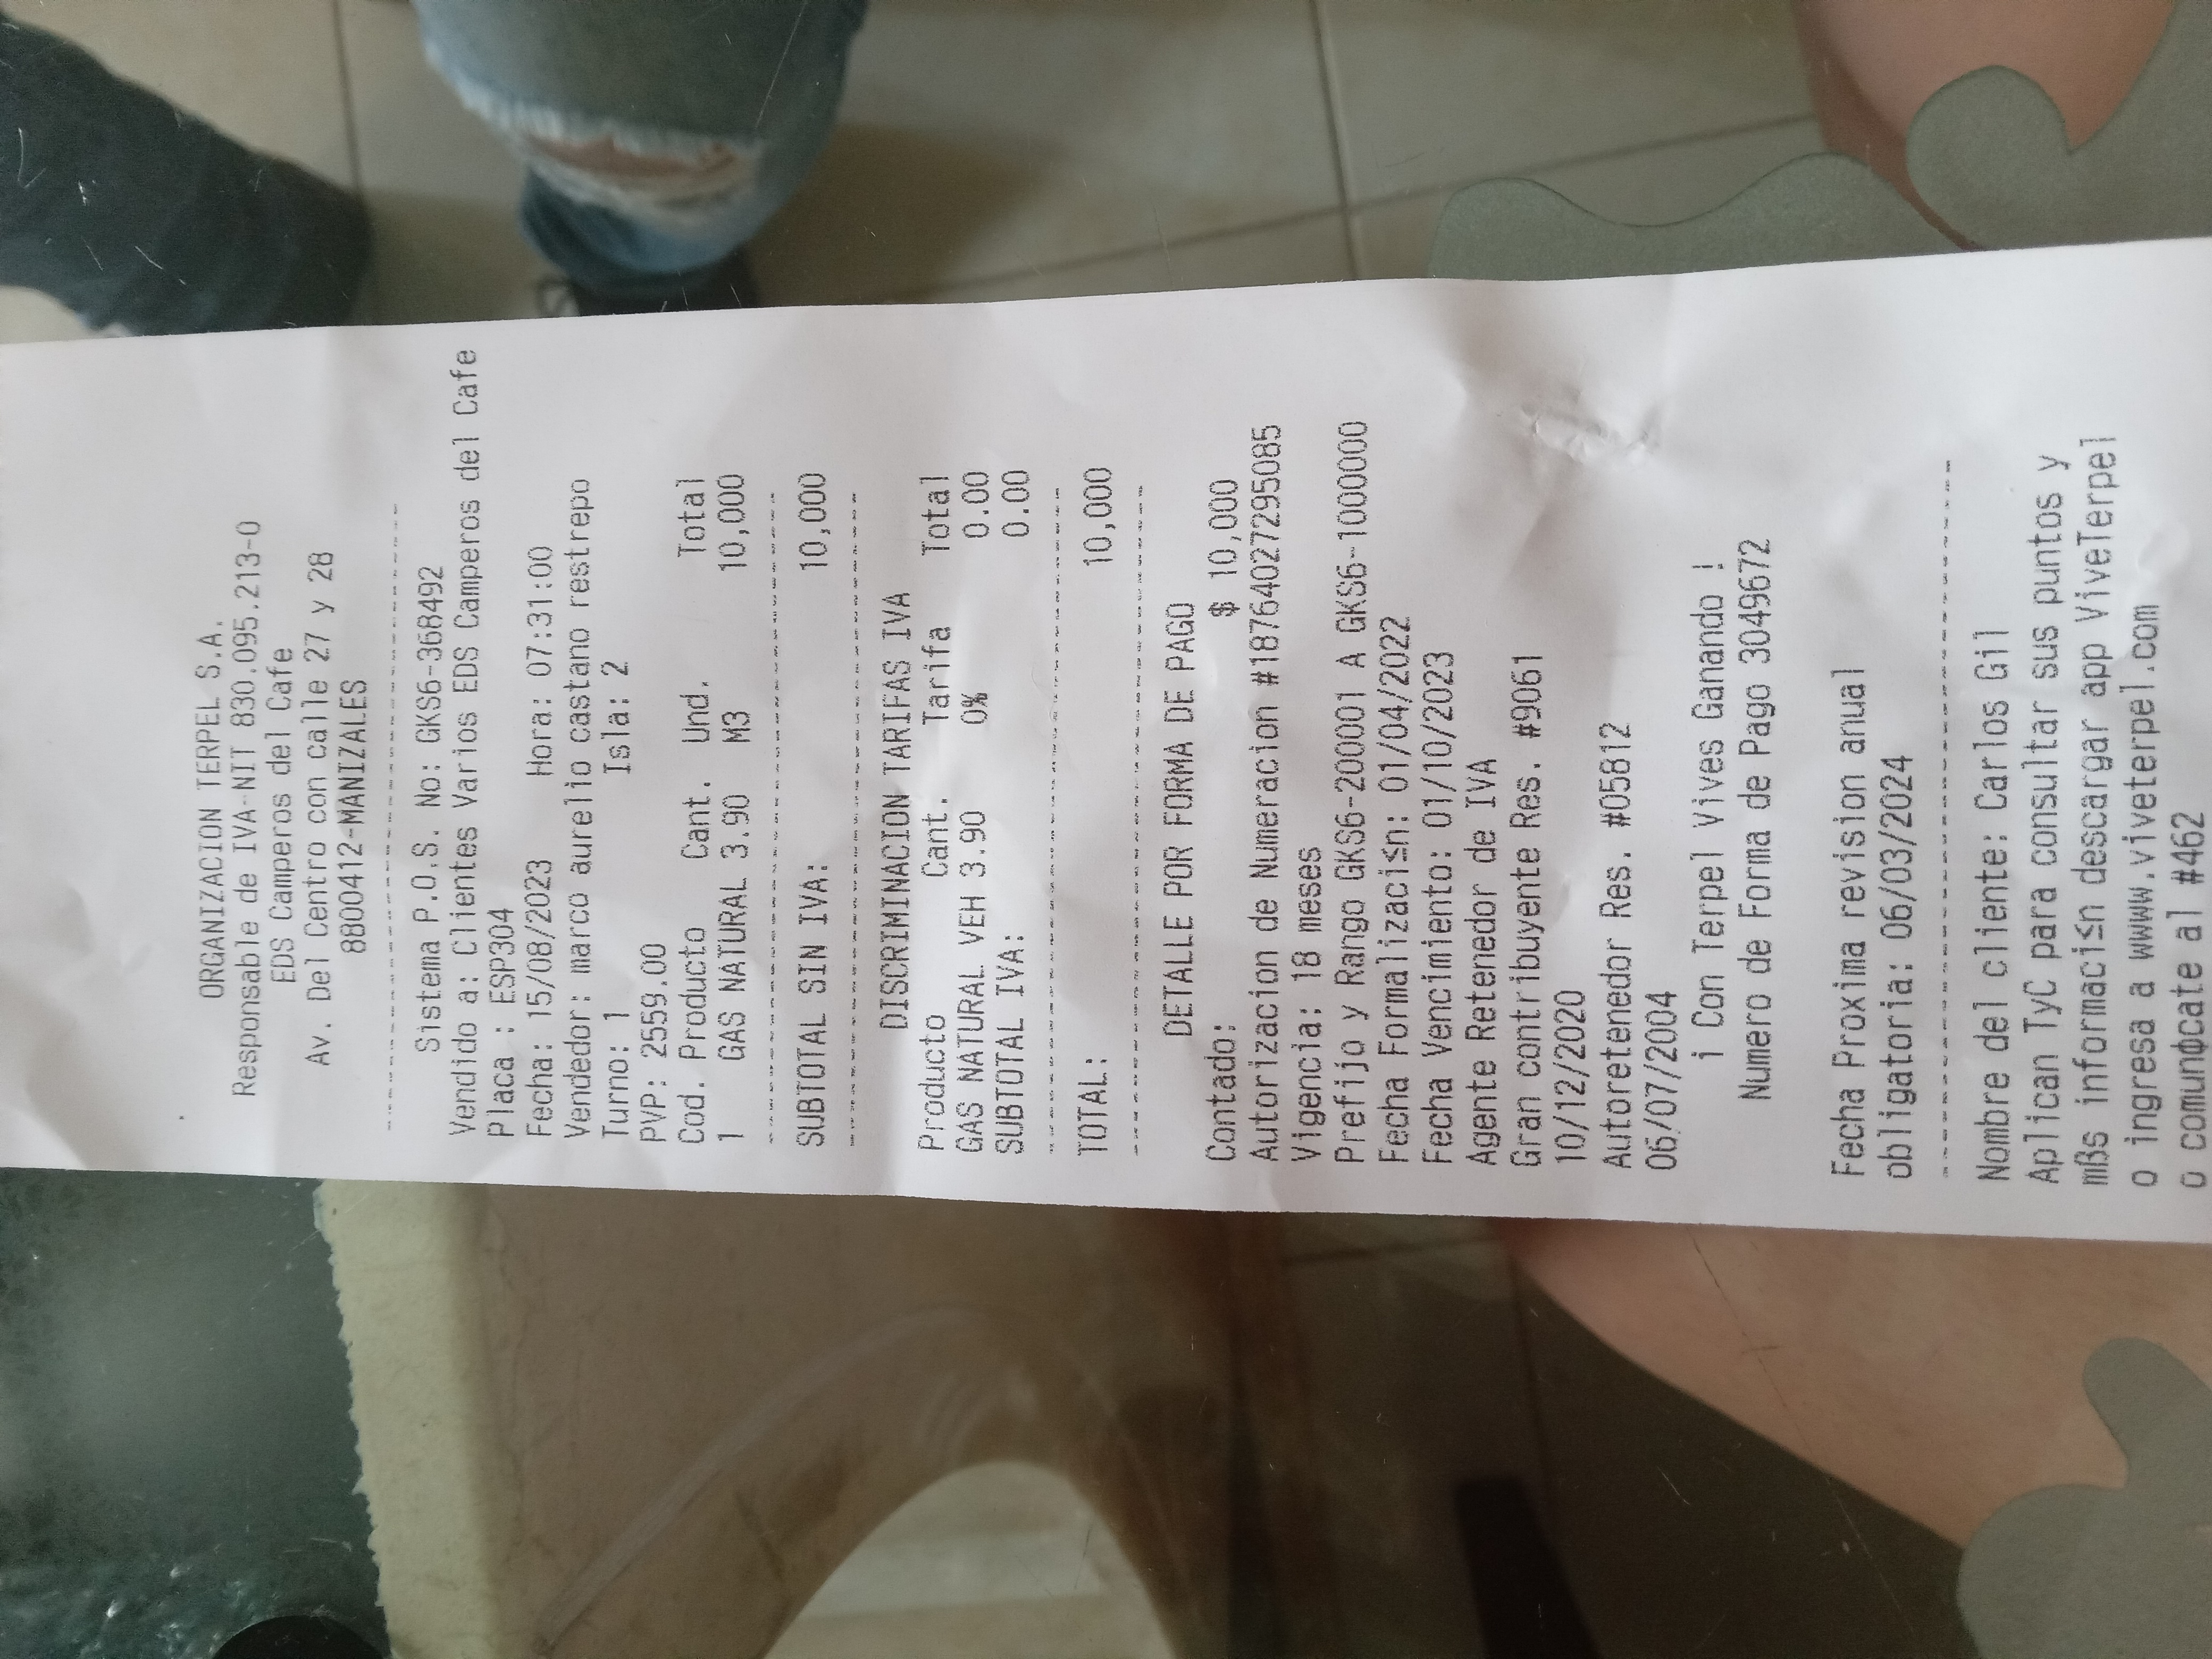 ORGANIZACION TERPEL S.A.
Responsable de IVA-NIT 830.095.213-0
EDS Camperos del Cafe
Av. Del Centro con calle 27 y 28
8800412-MANIZALES
Sistema P.O.S. No: GKS6-368492
Vendido a: Clientes Varios EDS Camperos del Cafe
Placa : ESP304
Fecha: 15/08/2023 Hora: 07:31:00
Vendedor: marco aurelio castano restrepo
Turno: 1 Isla: 2
PVP: 2559.00
Cod. Producto Cant. Und. Total
1 GAS NATURAL 3.90 M3 10,000
SUBTOTAL SIN IVA: 10,000
DISCRIMINACION TARIFAS IVA
Producto Cant. Tarifa Total
GAS NATURAL VEH 3.90 0% 0.00
SUBTOTAL IVA: 0.00
TOTAL: 10,000
DETALLE POR FORMA DE PAGO
Contado: $ 10,000
Autorizacion de Numeracion #18764027295085
Vigencia: 18 meses
Prefijo y Rango GKS6-200001 A GKS6-1000000
Fecha Formalizaci≤n: 01/04/2022
Fecha Vencimiento: 01/10/2023
Agente Retenedor de IVA
Gran contribuyente Res. #9061
10/12/2020
Autoretenedor Res. #05812
06/07/2004
¡ Con Terpel Vives Ganando !
Numero de Forma de Pago 3049672
Fecha Proxima revision anual
obligatoria: 06/03/2024
Nombre del cliente: Carlos Gil
Aplican TyC para consultar sus puntos y
mßs informaci≤n descargar app ViveTerpel
o ingresa a www.viveterpel.com
o comunφcate al #462